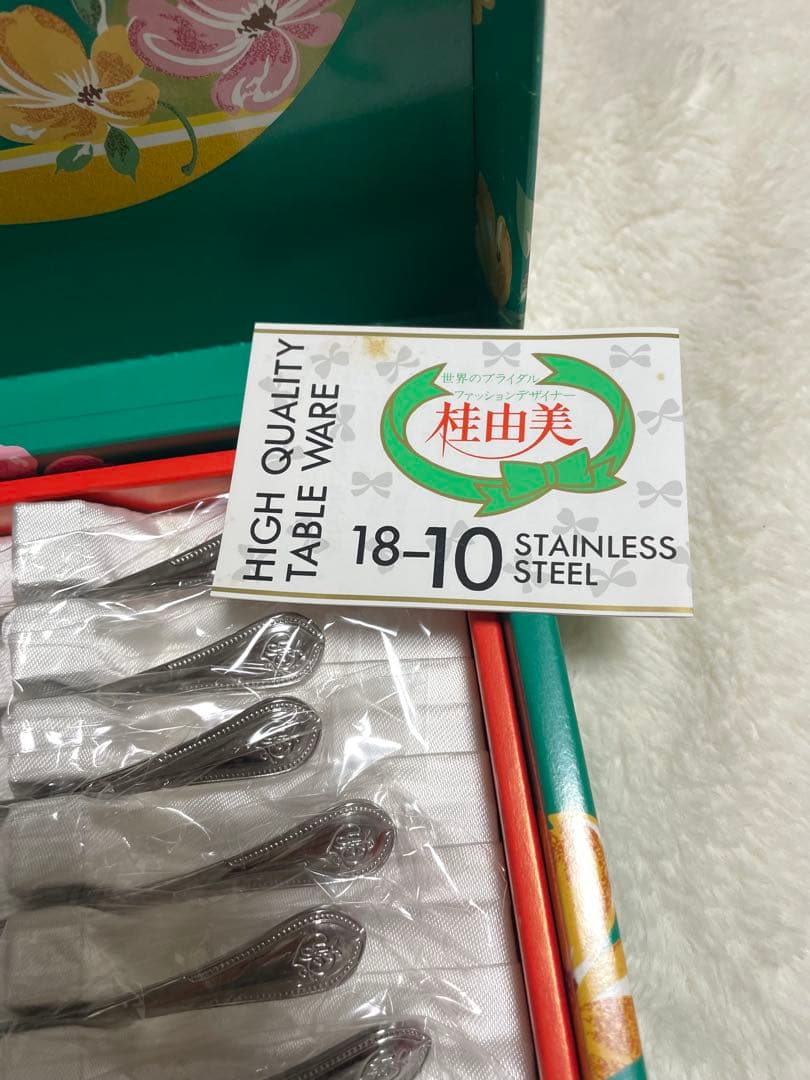 HIGH QUALITY
TABLE WARE
世界のブライダル
ファッションデザイナー
桂由美
18-10 STAINLESS
STEEL